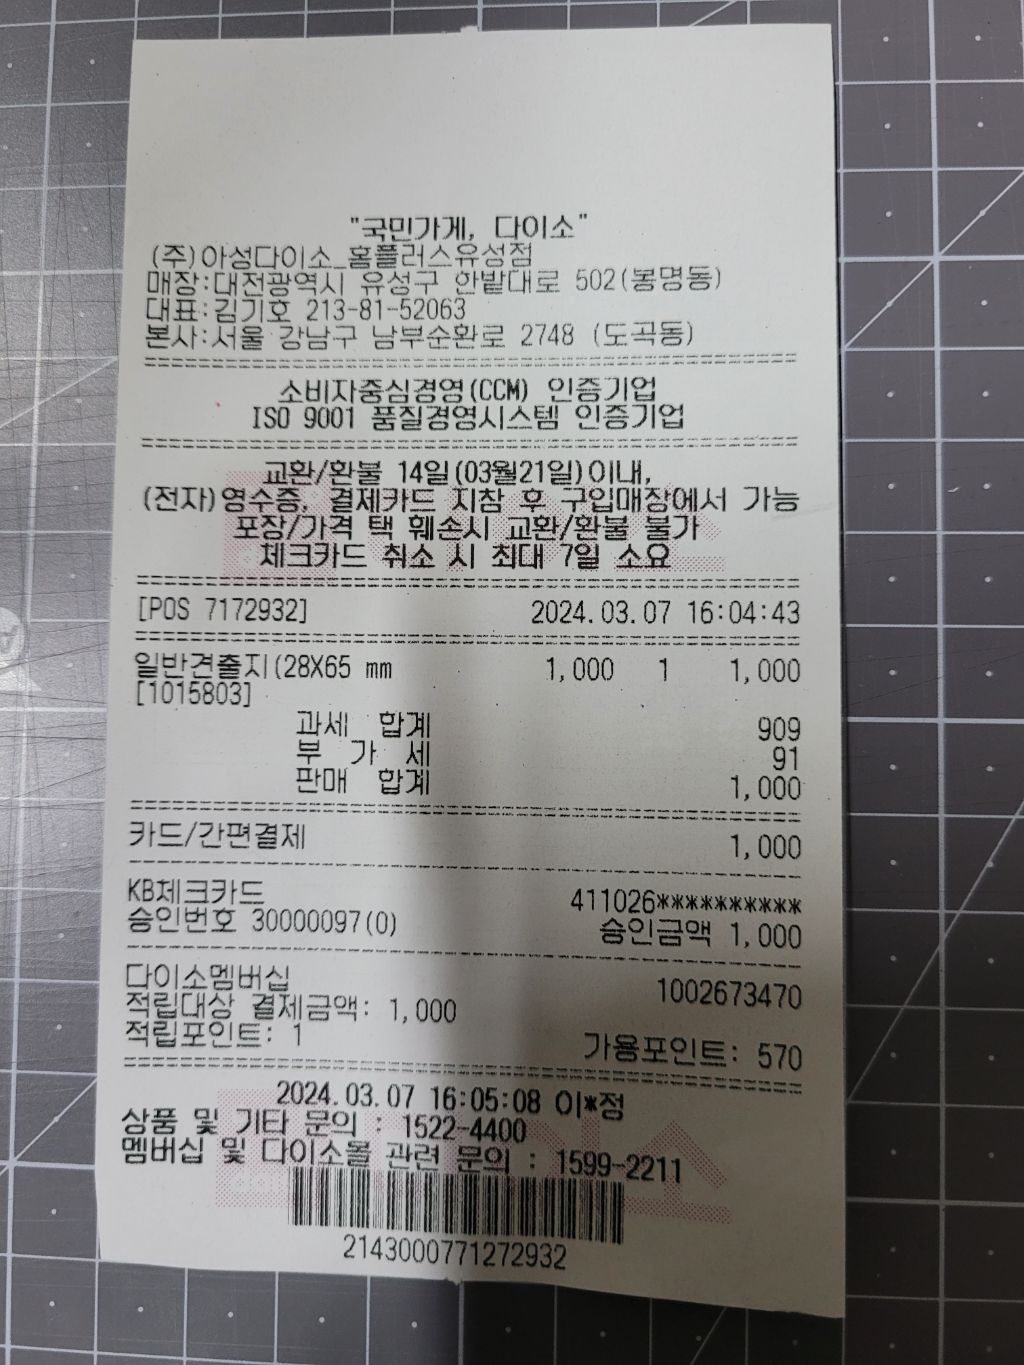 "국민가게, 다이소"
(주)아성다이소_홈플러스유성점
매장:대전광역시 유성구 한밭대로 502(봉명동)
대표:김기호 213-81-52063
본사:서울 강남구 남부순환로 2748 (도곡동)
소비자중심경영(CCM) 인증기업
ISO 9001 품질경영시스템 인증기업
교환/환불 14일(03월21일)이내,
(전자)영수증, 결제카드 지참 후 구입매장에서 가능
포장/가격 택 훼손시 교환/환불 불가
체크카드 취소 시 최대 7일 소요
[POS 7172932] 2024.03.07 16:04:43
일반견출지(28X65 mm 1,000 1 1,000
[1015803]
과세 합계 909
부 가 세 91
판매 합계 1,000
카드/간편결제 1,000
KB체크카드 411026**********
승인번호 30000097(0) 승인금액 1,000
다이소멤버십 1002673470
적립대상 결제금액: 1,000
적립포인트: 1 가용포인트: 570
2024.03.07 16:05:08 이*정
상품 및 기타 문의 : 1522-4400
멤버십 및 다이소몰 관련 문의 : 1599-2211
2143000771272932